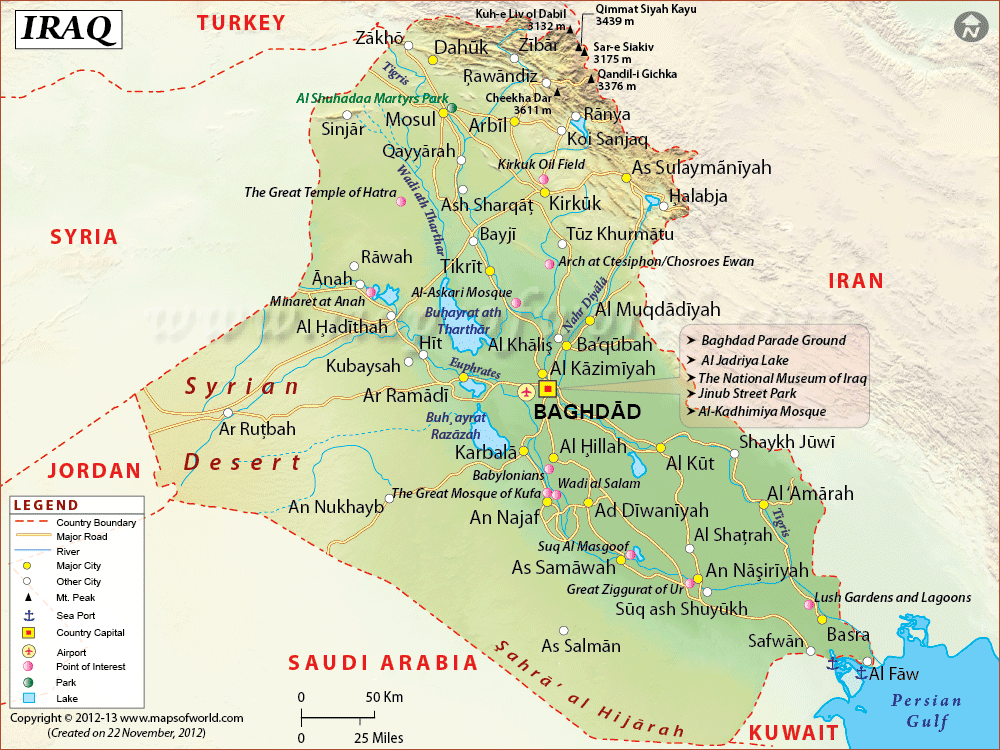 IRAQ
TURKEY
Kuh-e Liv ol Dabil
3132 m
Qimmat Siyah Kayu
3439 m
N
Zākhō
Dahūk
Zībār
Sar-e Siakiv
3175 m
Tigris
Rawāndiz
Qandil-i Gichka
3376 m
Al Shuhadaa Martyrs Park
Cheekha Dar
3611 m
Sinjār
Mosul
Arbīl
Rānya
Koi Sanjaq
Qayyārah
Kirkuk Oil Field
As Sulaymānīyah
The Great Temple of Hatra
Wadi ath Tharthar
Ash Sharqāţ
Kirkūk
Ḩalabja
SYRIA
Bayjī
Tūz Khurmātu
Rāwah
Tikrīt
Arch at Ctesiphon/Chosroes Ewan
IRAN
Ānah
Minaret at Anah
Al-Askari Mosque
Nahr Diyālá
Al Ḩadīthah
Buḩayrat ath
Tharthār
Al Muqdādīyah
Hīt
Al Khāliş
Ba'qūbah
Kubaysah
Euphrates
Al Kāzimīyah
Baghdad Parade Ground
Al Jadriya Lake
The National Museum of Iraq
Jinub Street Park
Al-Kadhimiya Mosque
Syrian
Desert
Ar Ramādī
BAGHDĀD
Ar Ruţbah
Buh¸ayrat
Razāzah
JORDAN
Karbalā
Al Ḩillah
Al Kūt
Shaykh Jūwī
Babylonians
An Nukhayb
The Great Mosque of Kufa
Wadi al Salam
Al ‘Amārah
An Najaf
Ad Dīwanīyah
Tigris
Al Shaţrah
Suq Al Masgoof
As Samāwah
An Nāşirīyah
Great Ziggurat of Ur
Sūq ash Shuyūkh
Lush Gardens and Lagoons
As Salmān
Safwān
Basra
Al Fāw
SAUDI ARABIA
Şaḩrā’ al Hijārah
KUWAIT
Persian
Gulf
LEGEND
Country Boundary
Major Road
River
Major City
Other City
Mt. Peak
Sea Port
Country Capital
Airport
Point of Interest
Park
Lake
0 50 Km
0 25 Miles
Copyright © 2012-13 www.mapsofworld.com
(Created on 22 November, 2012)